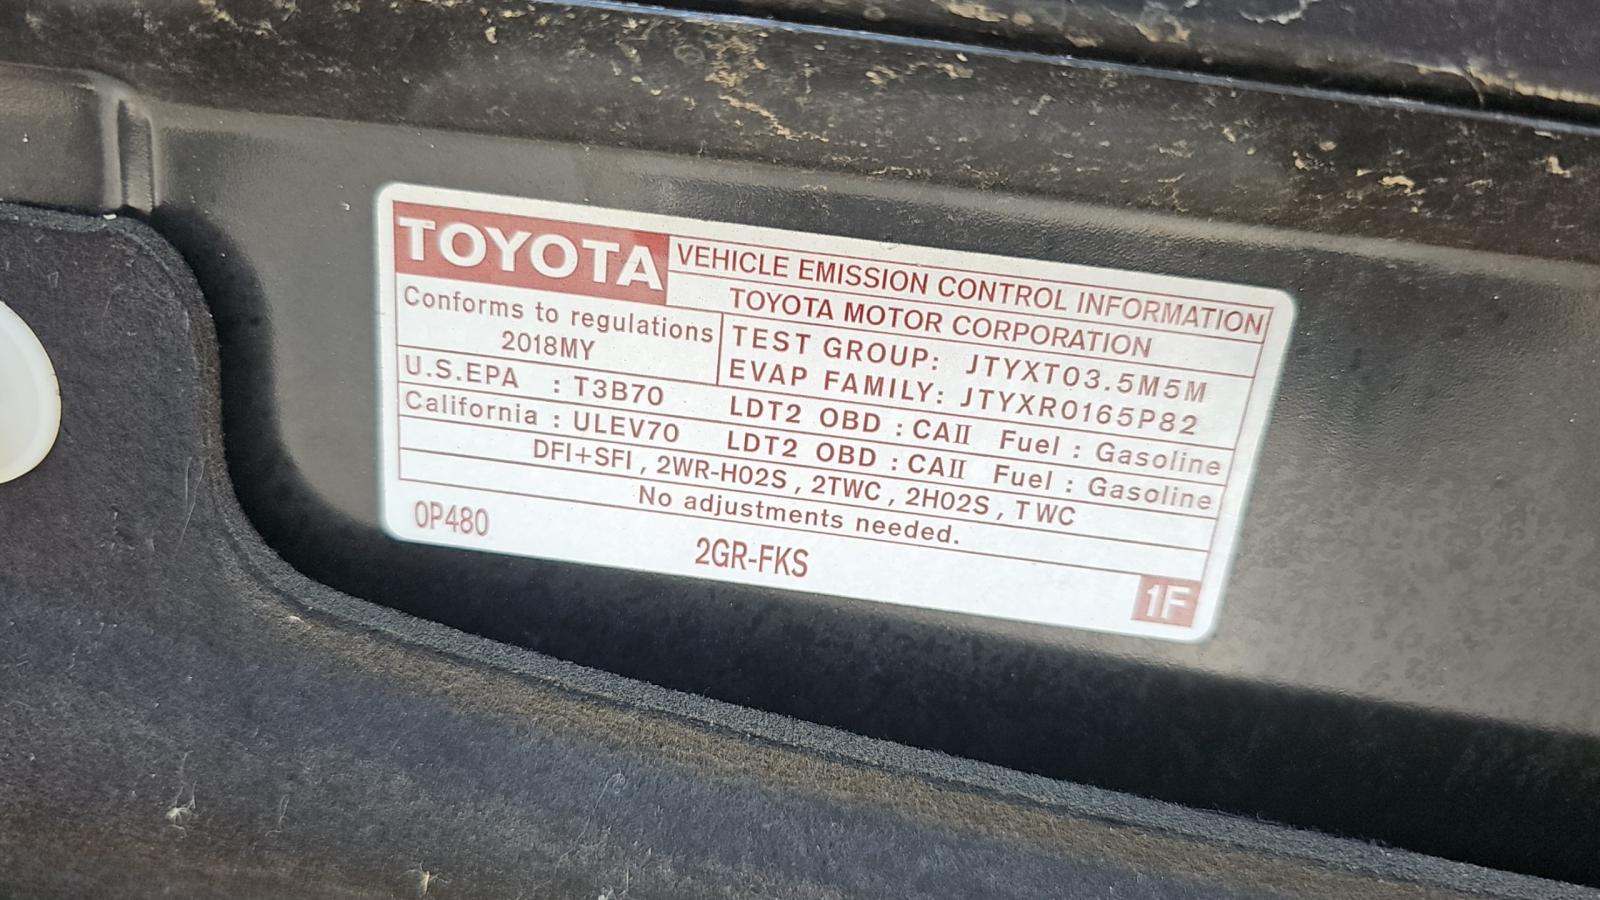 TOYOTA
VEHICLE EMISSION CONTROL INFORMATION
TOYOTA MOTOR CORPORATION
Conforms to regulations
2018MY
TEST GROUP: JTYXT03.5M5M
EVAP FAMILY: JTYXR0165P82
U.S.EPA : T3B70 LDT2 OBD : CAII Fuel : Gasoline
California : ULEV70 LDT2 OBD : CAII Fuel : Gasoline
DFI+SFI , 2WR-HO2S , 2TWC , 2HO2S , TWC
No adjustments needed.
0P480
2GR-FKS
1F